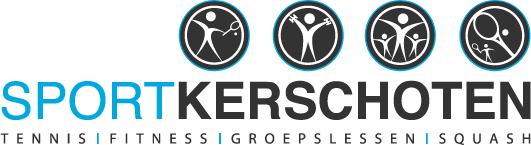 SPORTKERSCHOTEN
TENNIS | FITNESS | GROEPSLESSEN | SQUASH